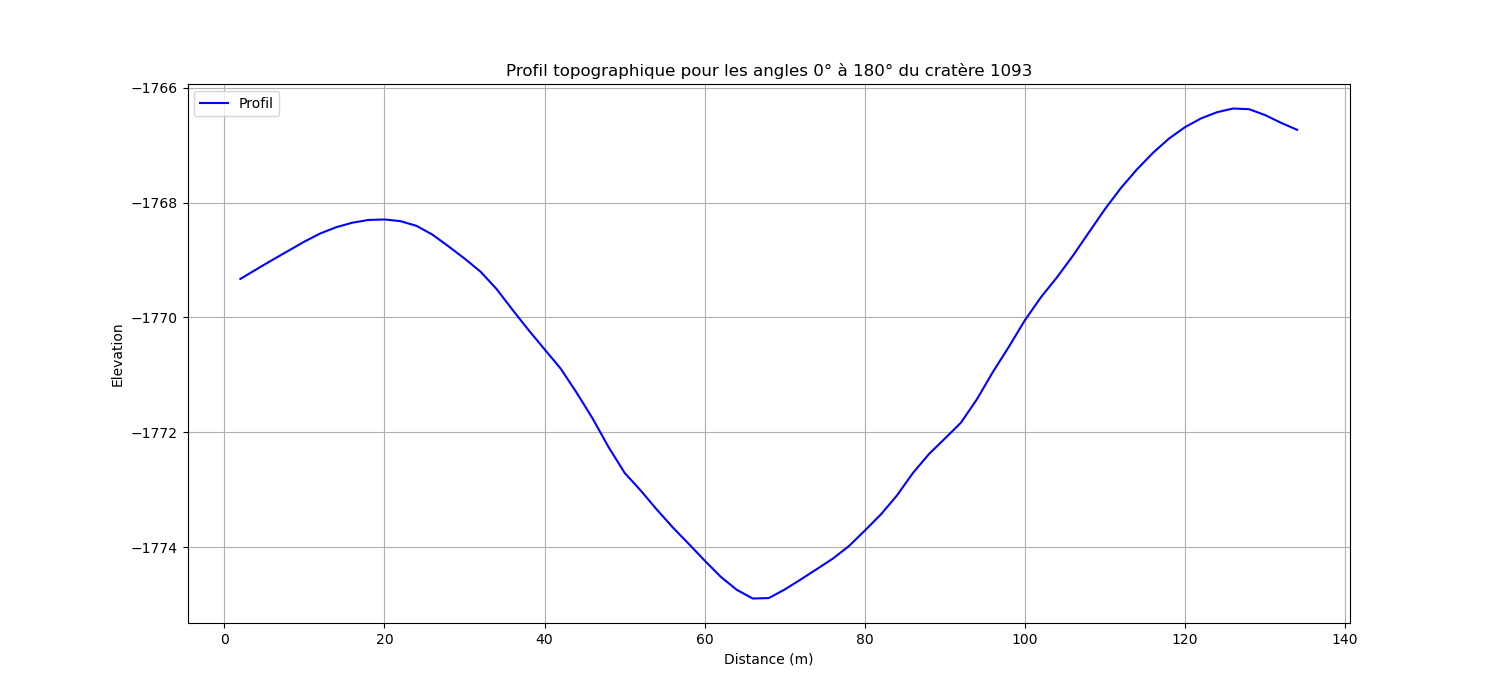 Profil topographique pour les angles 0° à 180° du cratère 1093
Profil
Elevation
−1766
−1768
−1770
−1772
−1774
0 20 40 60 80 100 120 140
Distance (m)